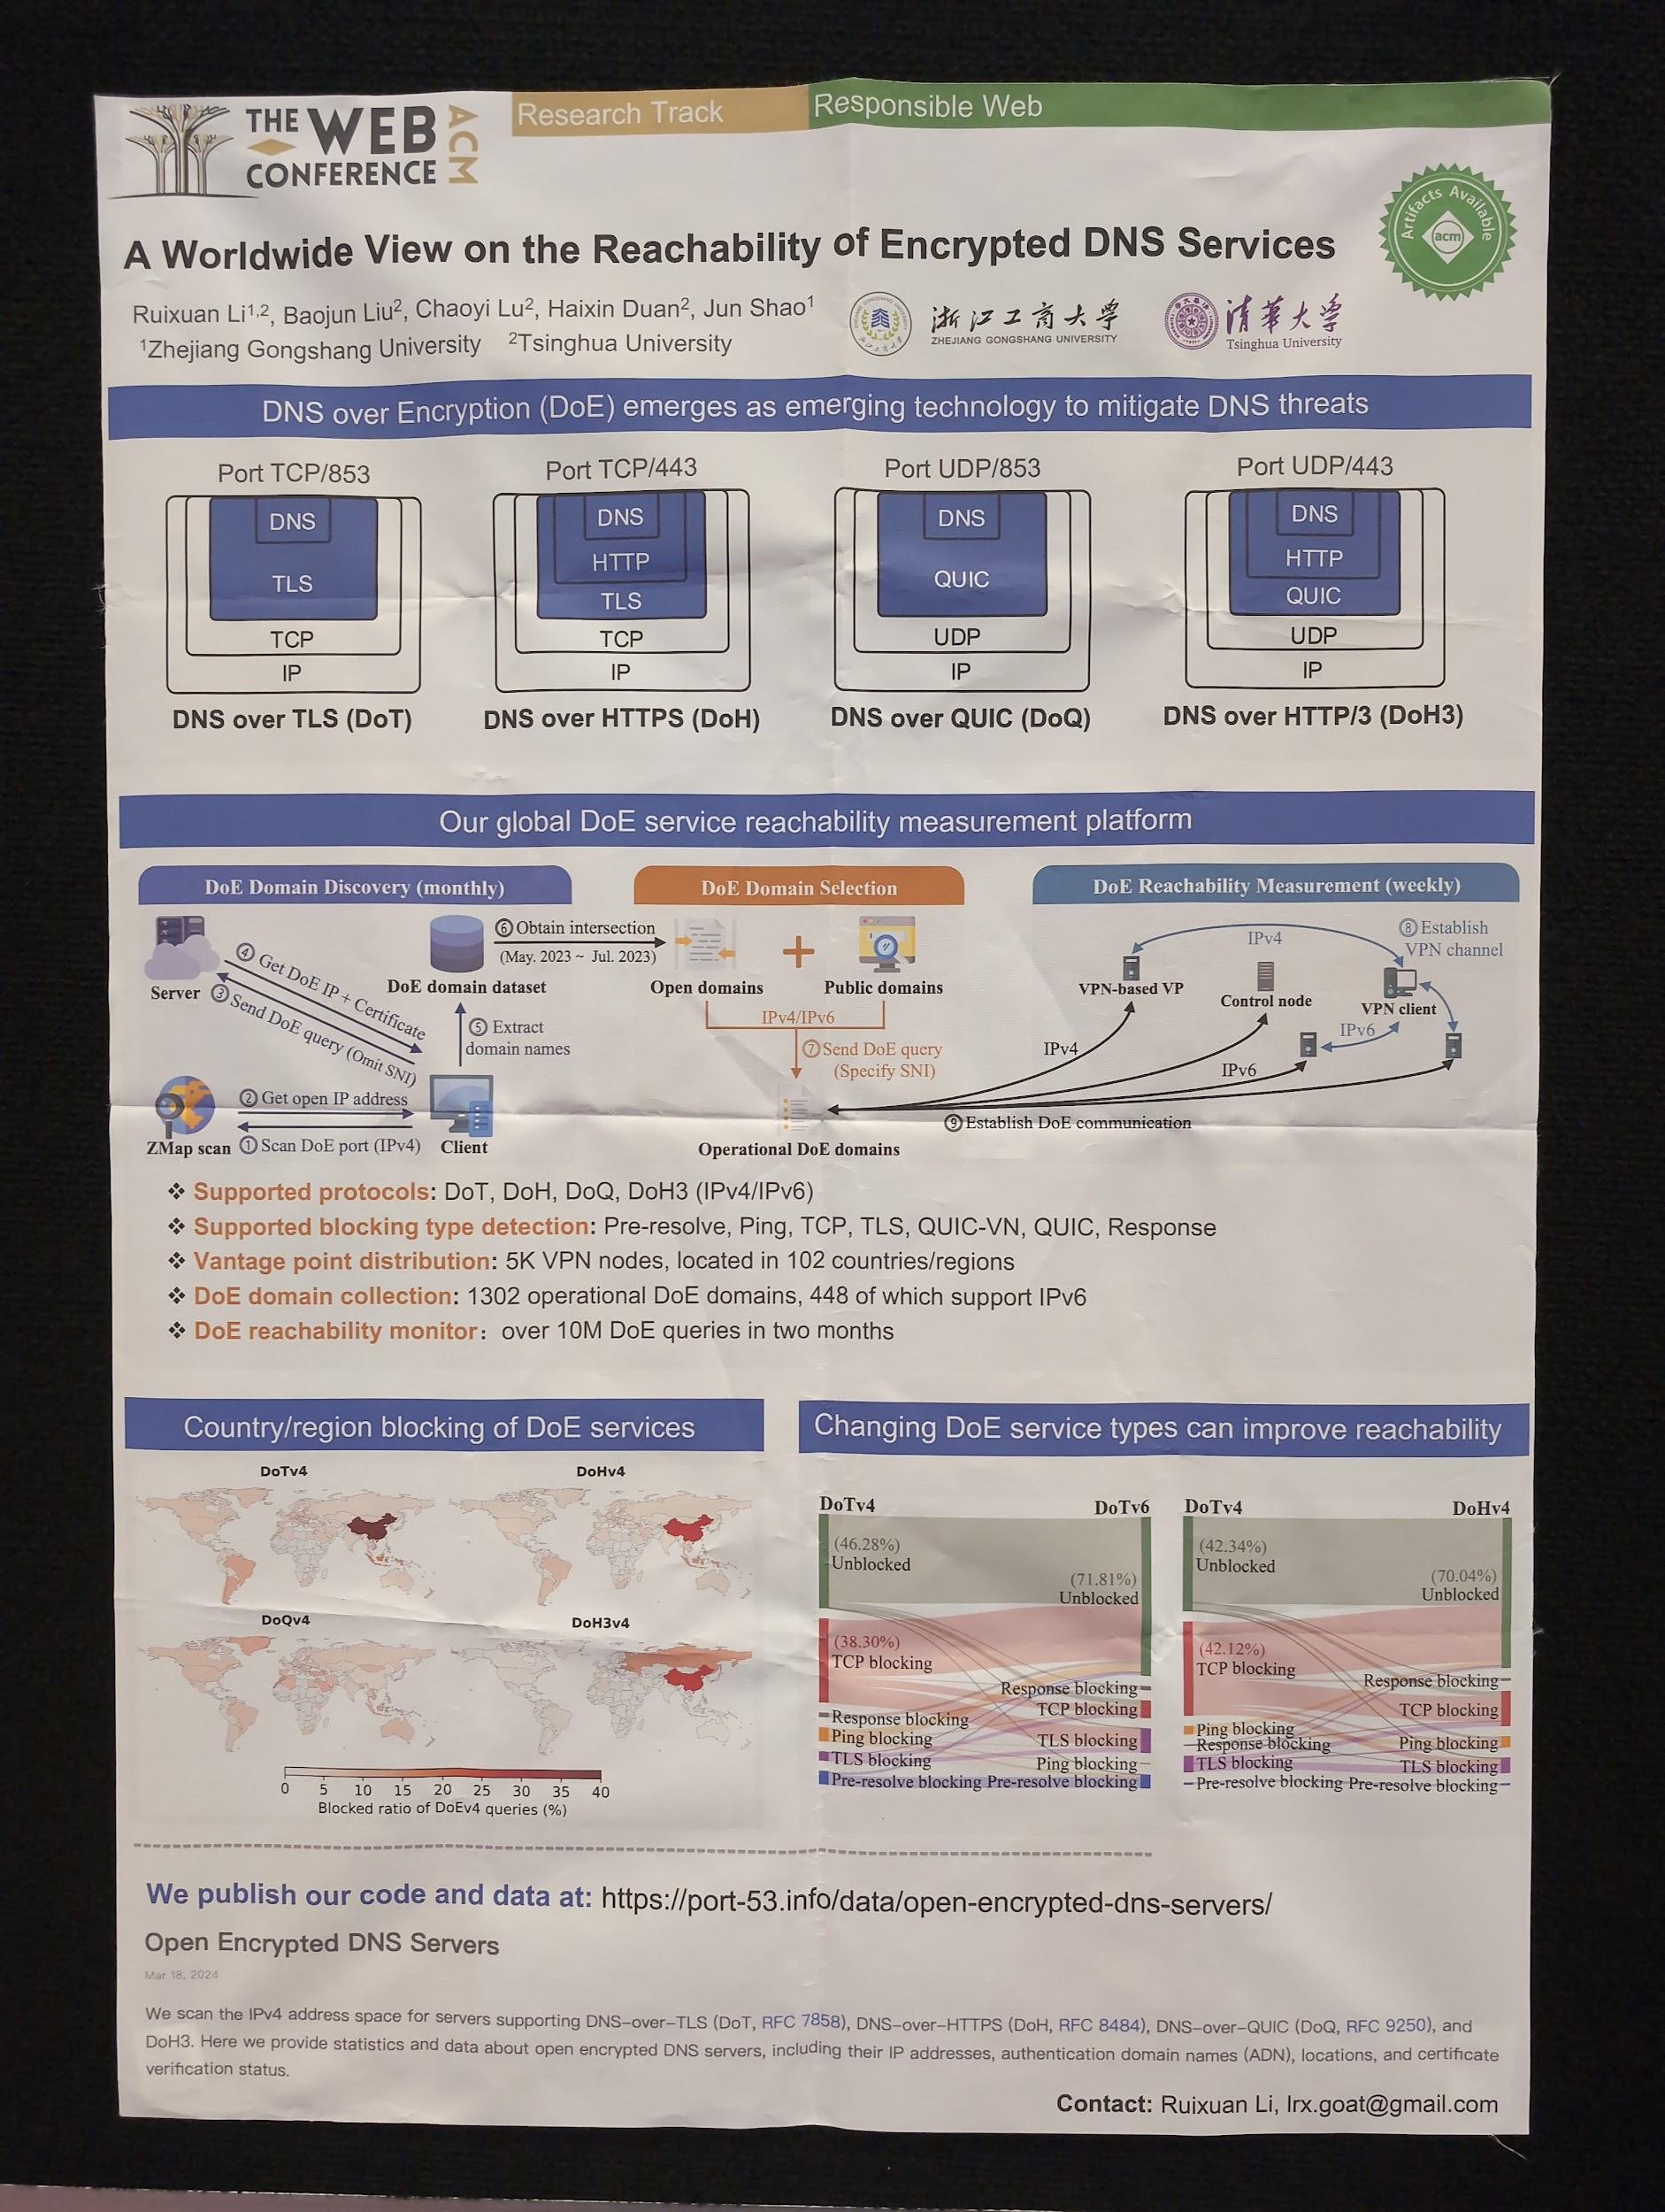 THE WEB
CONFERENCE
ACM
Research Track
Responsible Web
Artifacts Available
acm
A Worldwide View on the Reachability of Encrypted DNS Services
Ruixuan Li1,2, Baojun Liu2, Chaoyi Lu2, Haixin Duan2, Jun Shao1
1Zhejiang Gongshang University 2Tsinghua University
浙江工商大学
ZHEJIANG GONGSHANG UNIVERSITY
清华大学
Tsinghua University
DNS over Encryption (DoE) emerges as emerging technology to mitigate DNS threats
Port TCP/853
DNS
TLS
TCP
IP
DNS over TLS (DoT)
Port TCP/443
DNS
HTTP
TLS
TCP
IP
DNS over HTTPS (DoH)
Port UDP/853
DNS
QUIC
UDP
IP
DNS over QUIC (DoQ)
Port UDP/443
DNS
HTTP
QUIC
UDP
IP
DNS over HTTP/3 (DoH3)
Our global DoE service reachability measurement platform
DoE Domain Discovery (monthly)
Server
④ Get DoE IP + Certificate
③ Send DoE query (Omit SNI)
DoE domain dataset
⑤ Extract
domain names
ZMap scan
② Get open IP address
① Scan DoE port (IPv4)
Client
⑥ Obtain intersection
(May. 2023 ~ Jul. 2023)
DoE Domain Selection
Open domains
+
Public domains
IPv4/IPv6
⑦ Send DoE query
(Specify SNI)
Operational DoE domains
DoE Reachability Measurement (weekly)
IPv4
⑧ Establish
VPN channel
VPN-based VP
Control node
VPN client
IPv6
IPv4
IPv6
⑨ Establish DoE communication
❖ Supported protocols: DoT, DoH, DoQ, DoH3 (IPv4/IPv6)
❖ Supported blocking type detection: Pre-resolve, Ping, TCP, TLS, QUIC-VN, QUIC, Response
❖ Vantage point distribution: 5K VPN nodes, located in 102 countries/regions
❖ DoE domain collection: 1302 operational DoE domains, 448 of which support IPv6
❖ DoE reachability monitor：over 10M DoE queries in two months
Country/region blocking of DoE services
DoTv4
DoHv4
DoQv4
DoH3v4
0 5 10 15 20 25 30 35 40
Blocked ratio of DoEv4 queries (%)
Changing DoE service types can improve reachability
DoTv4
DoTv6
(46.28%)
Unblocked
(71.81%)
Unblocked
(38.30%)
TCP blocking
Response blocking
TCP blocking
Response blocking
Ping blocking
TLS blocking
TLS blocking
Ping blocking
Pre-resolve blocking
Pre-resolve blocking
DoTv4
DoHv4
(42.34%)
Unblocked
(70.04%)
Unblocked
(42.12%)
TCP blocking
Response blocking
TCP blocking
Ping blocking
Response blocking
Ping blocking
TLS blocking
TLS blocking
Pre-resolve blocking
Pre-resolve blocking
We publish our code and data at: https://port-53.info/data/open-encrypted-dns-servers/
Open Encrypted DNS Servers
Mar 18, 2024
We scan the IPv4 address space for servers supporting DNS-over-TLS (DoT, RFC 7858), DNS-over-HTTPS (DoH, RFC 8484), DNS-over-QUIC (DoQ, RFC 9250), and
DoH3. Here we provide statistics and data about open encrypted DNS servers, including their IP addresses, authentication domain names (ADN), locations, and certificate
verification status.
Contact: Ruixuan Li, lrx.goat@gmail.com